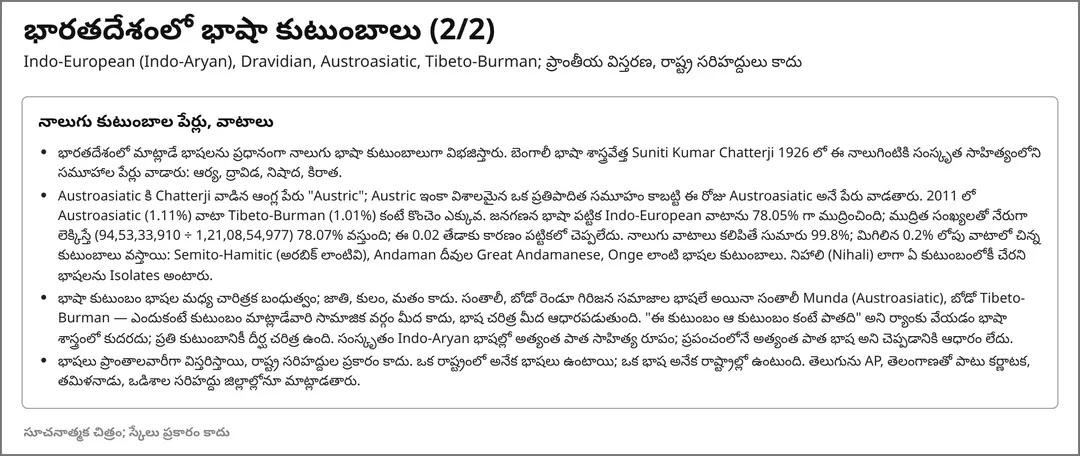 భారతదేశంలో భాషా కుటుంబాలు (2/2)
Indo-European (Indo-Aryan), Dravidian, Austroasiatic, Tibeto-Burman; ప్రాంతీయ విస్తరణ, రాష్ట్ర సరిహద్దులు కాదు
నాలుగు కుటుంబాల పేర్లు, వాటాలు
• భారతదేశంలో మాట్లాడే భాషలను ప్రధానంగా నాలుగు భాషా కుటుంబాలుగా విభజిస్తారు. బెంగాలీ భాషా శాస్త్రవేత్త Suniti Kumar Chatterji 1926 లో ఈ నాలుగింటికి సంస్కృత సాహిత్యంలోని
సమూహాల పేర్లు వాడారు: ఆర్య, ద్రావిడ, నిషాద, కిరాత.
• Austroasiatic కి Chatterji వాడిన ఆంగ్ల పేరు "Austric"; Austric ఇంకా విశాలమైన ఒక ప్రతిపాదిత సమూహం కాబట్టి ఈ రోజు Austroasiatic అనే పేరు వాడతారు. 2011 లో
Austroasiatic (1.11%) వాటా Tibeto-Burman (1.01%) కంటే కొంచెం ఎక్కువ. జనగణన భాషా పట్టిక Indo-European వాటాను 78.05% గా ముద్రించింది; ముద్రిత సంఖ్యలతో నేరుగా
లెక్కిస్తే (94,53,33,910 ÷ 1,21,08,54,977) 78.07% వస్తుంది; ఈ 0.02 తేడాకు కారణం పట్టికలో చెప్పలేదు. నాలుగు వాటాలు కలిపితే సుమారు 99.8%; మిగిలిన 0.2% లోపు వాటాలో చిన్న
కుటుంబాలు వస్తాయి: Semito-Hamitic (అరబిక్ లాంటివి), Andaman దీవుల Great Andamanese, Onge లాంటి భాషల కుటుంబాలు. నిహాలి (Nihali) లాగా ఏ కుటుంబంలోకీ చేరని
భాషలను Isolates అంటారు.
• భాషా కుటుంబం భాషల మధ్య చారిత్రక బంధుత్వం; జాతి, కులం, మతం కాదు. సంతాలీ, బోడో రెండూ గిరిజన సమాజాల భాషలే అయినా సంతాలీ Munda (Austroasiatic), బోడో Tibeto-
Burman — ఎందుకంటే కుటుంబం మాట్లాడేవారి సామాజిక వర్గం మీద కాదు, భాష చరిత్ర మీద ఆధారపడుతుంది. "ఈ కుటుంబం ఆ కుటుంబం కంటే పాతది" అని ర్యాంకు వేయడం భాషా
శాస్త్రంలో కుదరదు; ప్రతి కుటుంబానికీ దీర్ఘ చరిత్ర ఉంది. సంస్కృతం Indo-Aryan భాషల్లో అత్యంత పాత సాహిత్య రూపం; ప్రపంచంలోనే అత్యంత పాత భాష అని చెప్పడానికి ఆధారం లేదు.
• భాషలు ప్రాంతాలవారీగా విస్తరిస్తాయి, రాష్ట్ర సరిహద్దుల ప్రకారం కాదు. ఒక రాష్ట్రంలో అనేక భాషలు ఉంటాయి; ఒక భాష అనేక రాష్ట్రాల్లో ఉంటుంది. తెలుగును AP, తెలంగాణతో పాటు కర్ణాటక,
తమిళనాడు, ఒడిశాల సరిహద్దు జిల్లాల్లోనూ మాట్లాడతారు.
సూచనాత్మక చిత్రం; స్కేలు ప్రకారం కాదు